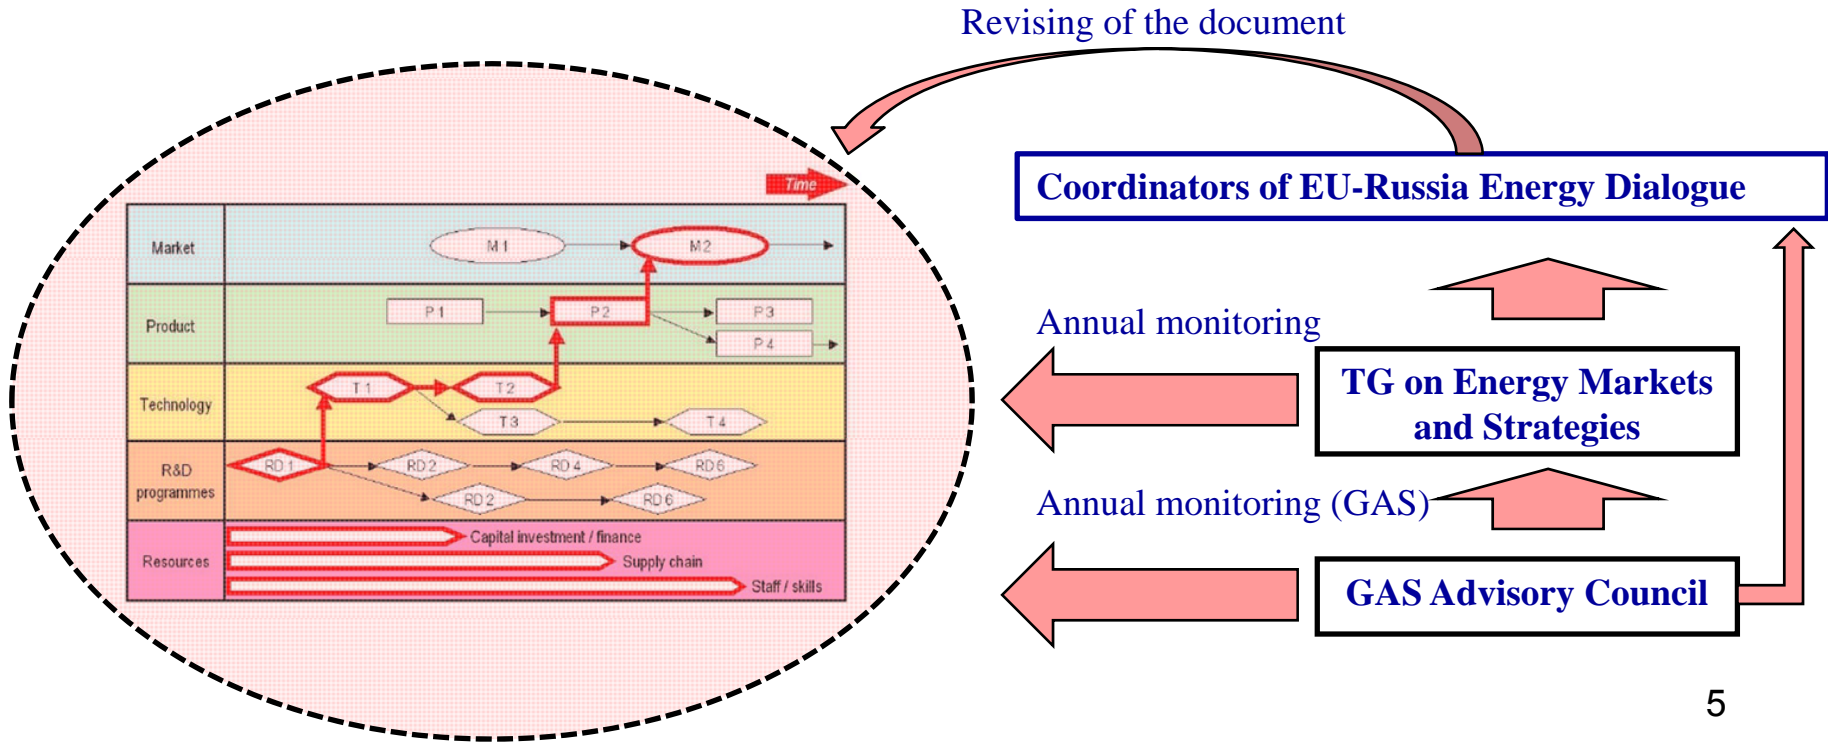 Revising of the document
Time
Coordinators of EU-Russia Energy Dialogue
Market
M 1
M 2
Product
P 1
P 2
P 3
P 4
Technology
T 1
T 2
T 3
T 4
R&D
programmes
RD 1
RD 2
RD 4
RD 6
RD 2
RD 6
Resources
Capital investment / finance
Supply chain
Staff / skills
Annual monitoring
TG on Energy Markets
and Strategies
Annual monitoring (GAS)
GAS Advisory Council
5